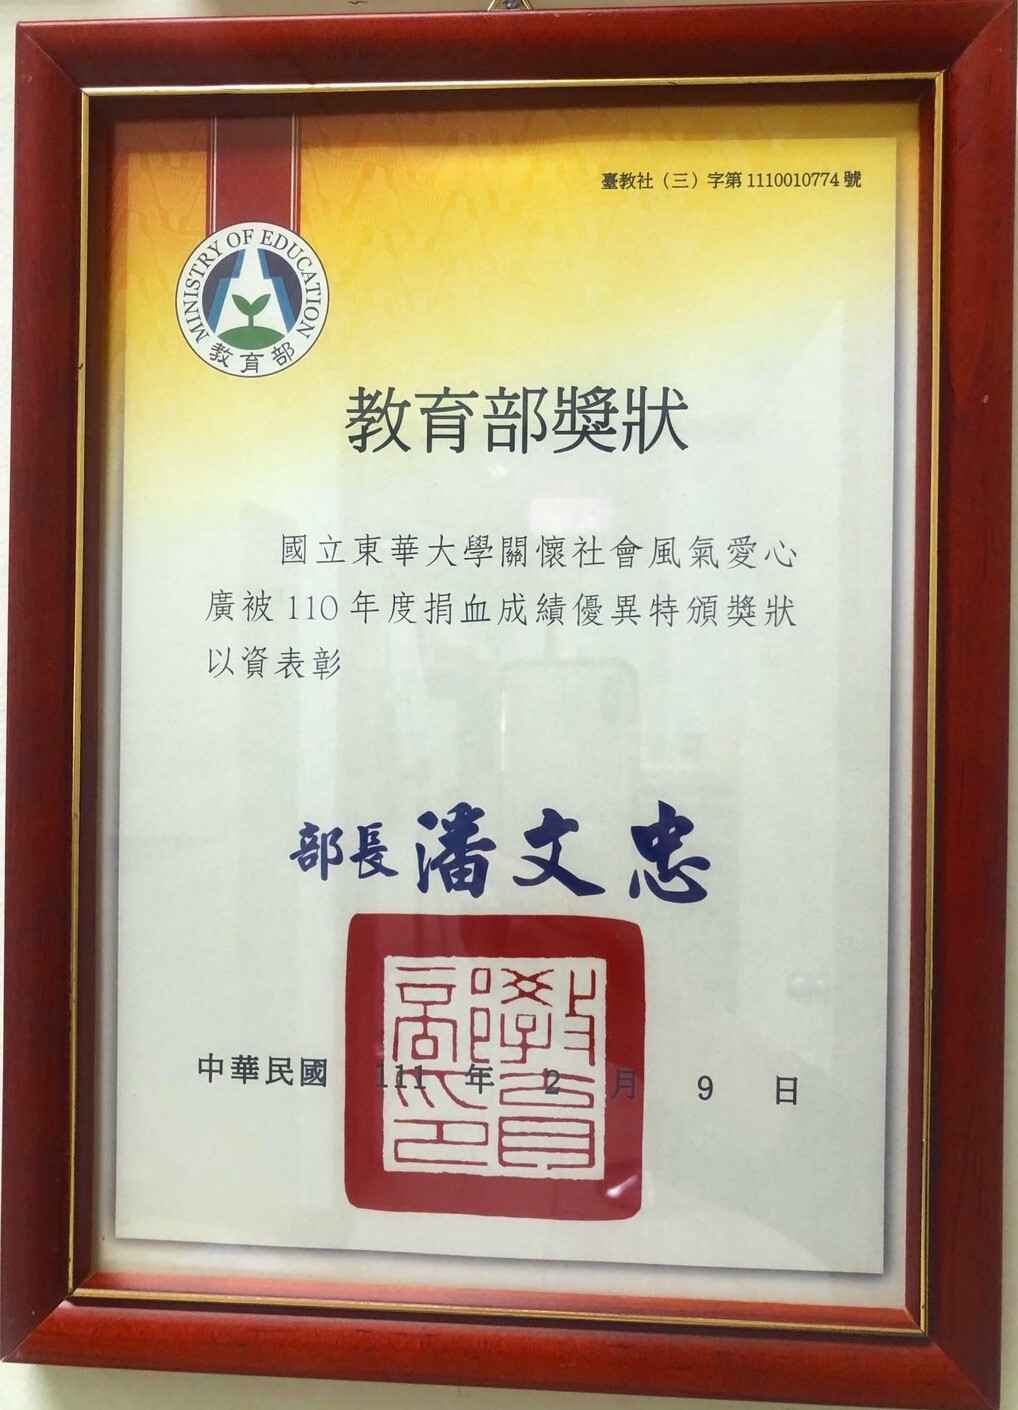 臺教社（三）字第1110010774號
MINISTRY OF EDUCATION
教育部
教育部獎狀
國立東華大學關懷社會風氣愛心
廣被110年度捐血成績優異特頒獎狀
以資表彰
部長 潘文忠
教育部印
中華民國 111 年 2 月 9 日